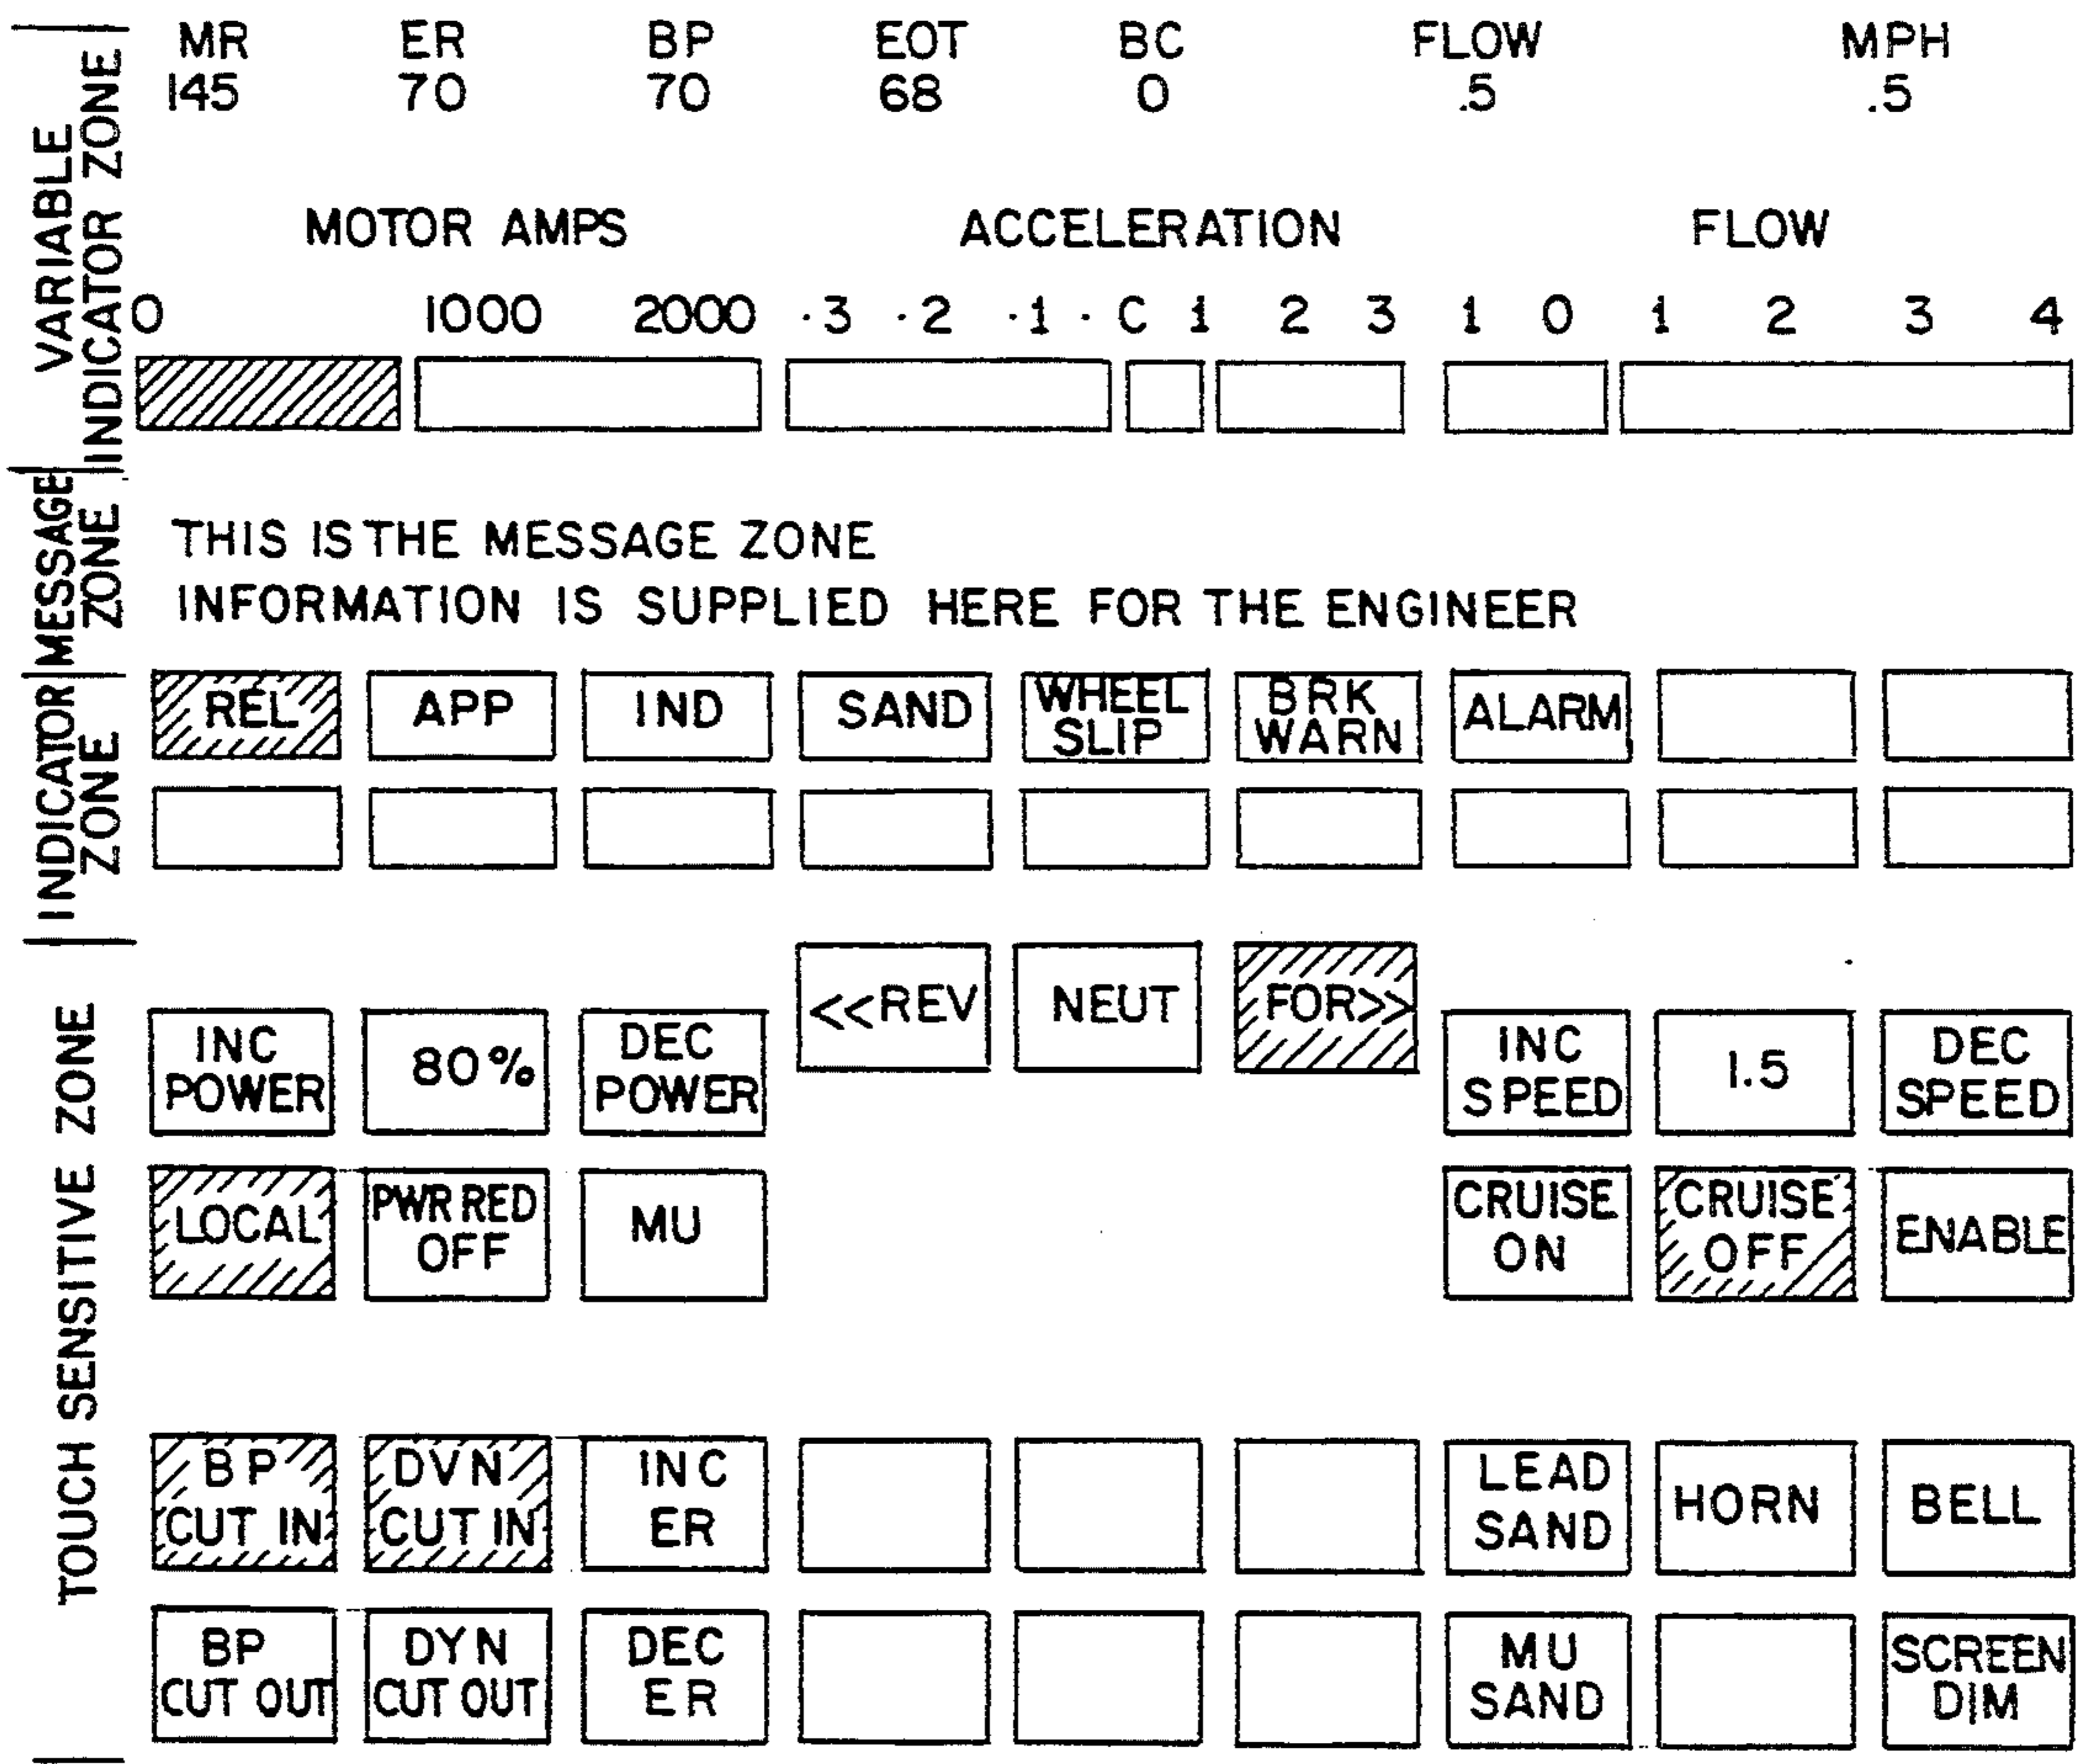 VARIABLE
INDICATOR ZONE
MR ER BP EOT BC FLOW MPH
145 70 70 68 0 .5 .5
MOTOR AMPS ACCELERATION FLOW
0 1000 2000 .3 .2 .1 . C 1 2 3 1 0 1 2 3 4
MESSAGE
ZONE
THIS IS THE MESSAGE ZONE
INFORMATION IS SUPPLIED HERE FOR THE ENGINEER
INDICATOR
ZONE
REL
APP
IND
SAND
WHEEL
SLIP
BRK
WARN
ALARM
TOUCH SENSITIVE ZONE
INC
POWER
80%
DEC
POWER
<<REV
NEUT
FOR>>
INC
SPEED
1.5
DEC
SPEED
LOCAL
PWR RED
OFF
MU
CRUISE
ON
CRUISE
OFF
ENABLE
BP
CUT IN
DVN
CUT IN
INC
ER
LEAD
SAND
HORN
BELL
BP
CUT OUT
DYN
CUT OUT
DEC
ER
MU
SAND
SCREEN
DIM